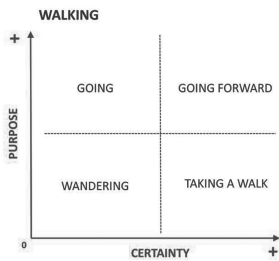 WALKING
+
PURPOSE
GOING
GOING FORWARD
WANDERING
TAKING A WALK
0
CERTAINTY
+